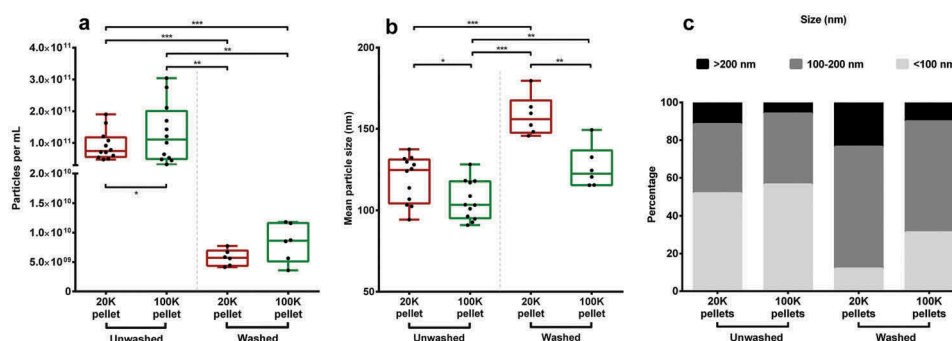 a
***
***
**
**
4.0×10¹¹
3.0×10¹¹
2.0×10¹¹
1.0×10¹¹
2.0×10¹⁰
1.5×10¹⁰
1.0×10¹⁰
5.0×10⁰⁹
0
Particles per mL
*
20K pellet
100K pellet
20K pellet
100K pellet
Unwashed
Washed
b
***
**
***
*
**
200
150
100
50
Mean particle size (nm)
20K pellet
100K pellet
20K pellet
100K pellet
Unwashed
Washed
c
Size (nm)
>200 nm
100-200 nm
<100 nm
100
80
60
40
20
0
Percentage
20K pellets
100K pellets
20K pellets
100K pellets
Unwashed
Washed